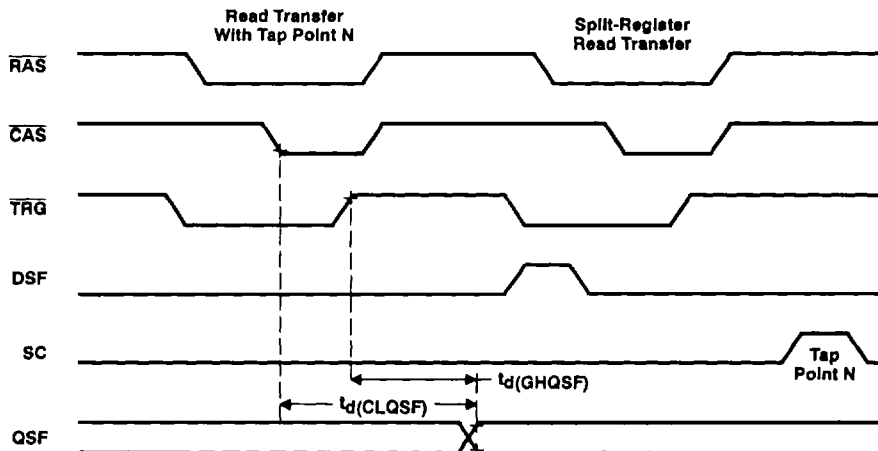 Read Transfer
With Tap Point N
Split-Register
Read Transfer
RAS
CAS
TRG
DSF
SC
Tap
Point N
td(GHQSF)
td(CLQSF)
QSF